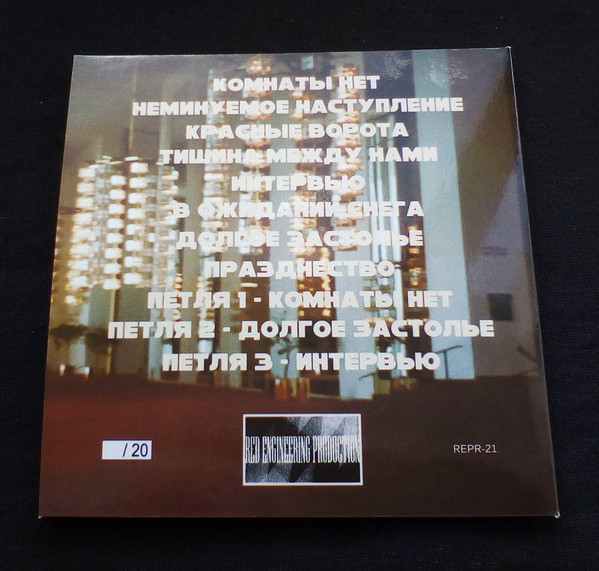 КОМНАТЫ НЕТ
НЕМИНУЕМОЕ НАСТУПЛЕНИЕ
КРАСНЫЕ ВОРОТА
ТИШИНА МЕЖДУ НАМИ
ИНТЕРВЬЮ
В ОЖИДАНИИ СНЕГА
ДОЛГОЕ ЗАСТОЛЬЕ
ПРАЗДНЕСТВО
ПЕТЛЯ 1 - КОМНАТЫ НЕТ
ПЕТЛЯ 2 - ДОЛГОЕ ЗАСТОЛЬЕ
ПЕТЛЯ 3 - ИНТЕРВЬЮ
/ 20
RED ENGINEERING PRODUCTION
REPR-21